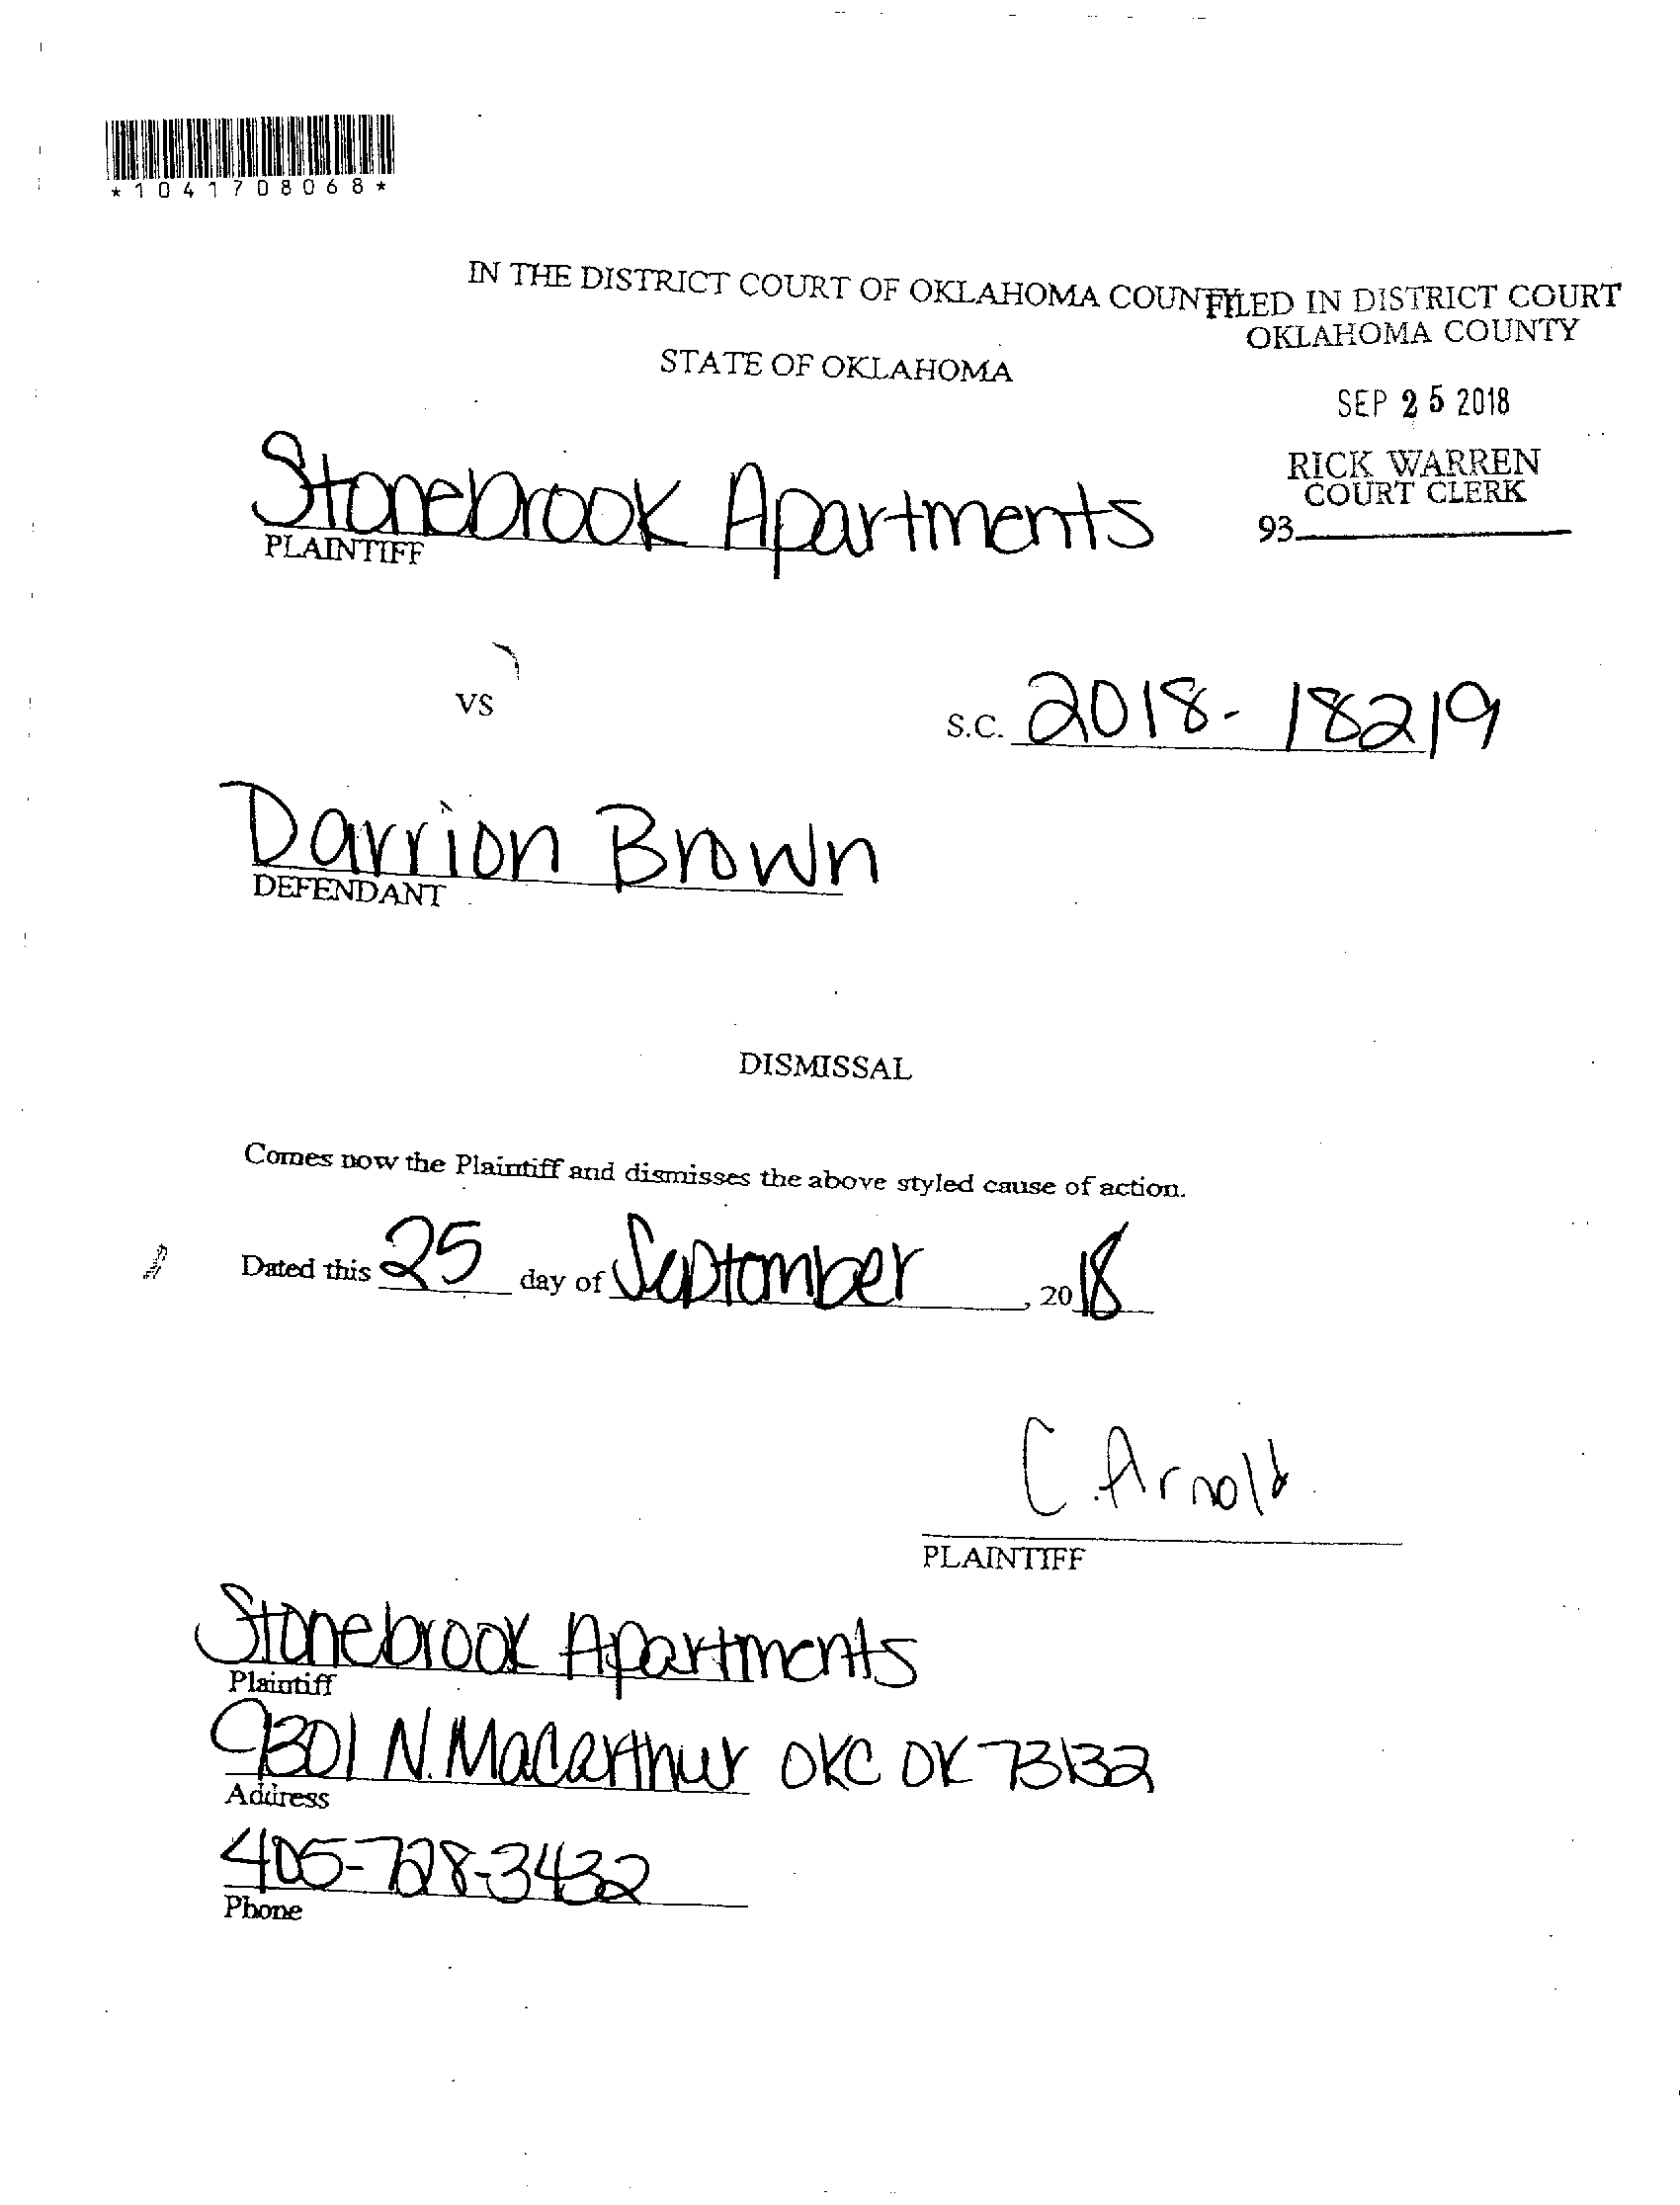 *1041708068*
IN THE DISTRICT COURT OF OKLAHOMA COUNTY
FILED IN DISTRICT COURT
OKLAHOMA COUNTY
STATE OF OKLAHOMA
SEP 25 2018
RICK WARREN
COURT CLERK
93
Stonebrook Apartments
PLAINTIFF
VS
S.C. 2018-18219
Darrion Brown
DEFENDANT
DISMISSAL
Comes now the Plaintiff and dismisses the above styled cause of action.
Dated this 25 day of September, 2018
C. Arnold
PLAINTIFF
Stonebrook Apartments
Plaintiff
9301 N. Macarthur OKC OK 73132
Address
405-728-3432
Phone